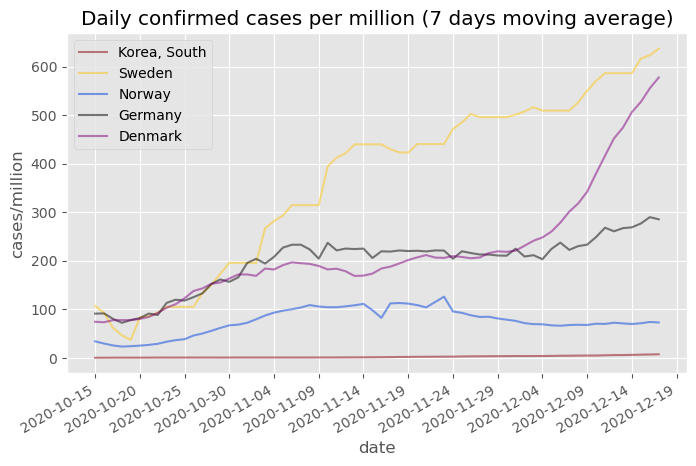 Daily confirmed cases per million (7 days moving average)
Korea, South
Sweden
Norway
Germany
Denmark
cases/million
600
500
400
300
200
100
0
2020-10-15
2020-10-20
2020-10-25
2020-10-30
2020-11-04
2020-11-09
2020-11-14
2020-11-19
2020-11-24
2020-11-29
2020-12-04
2020-12-09
2020-12-14
2020-12-19
date